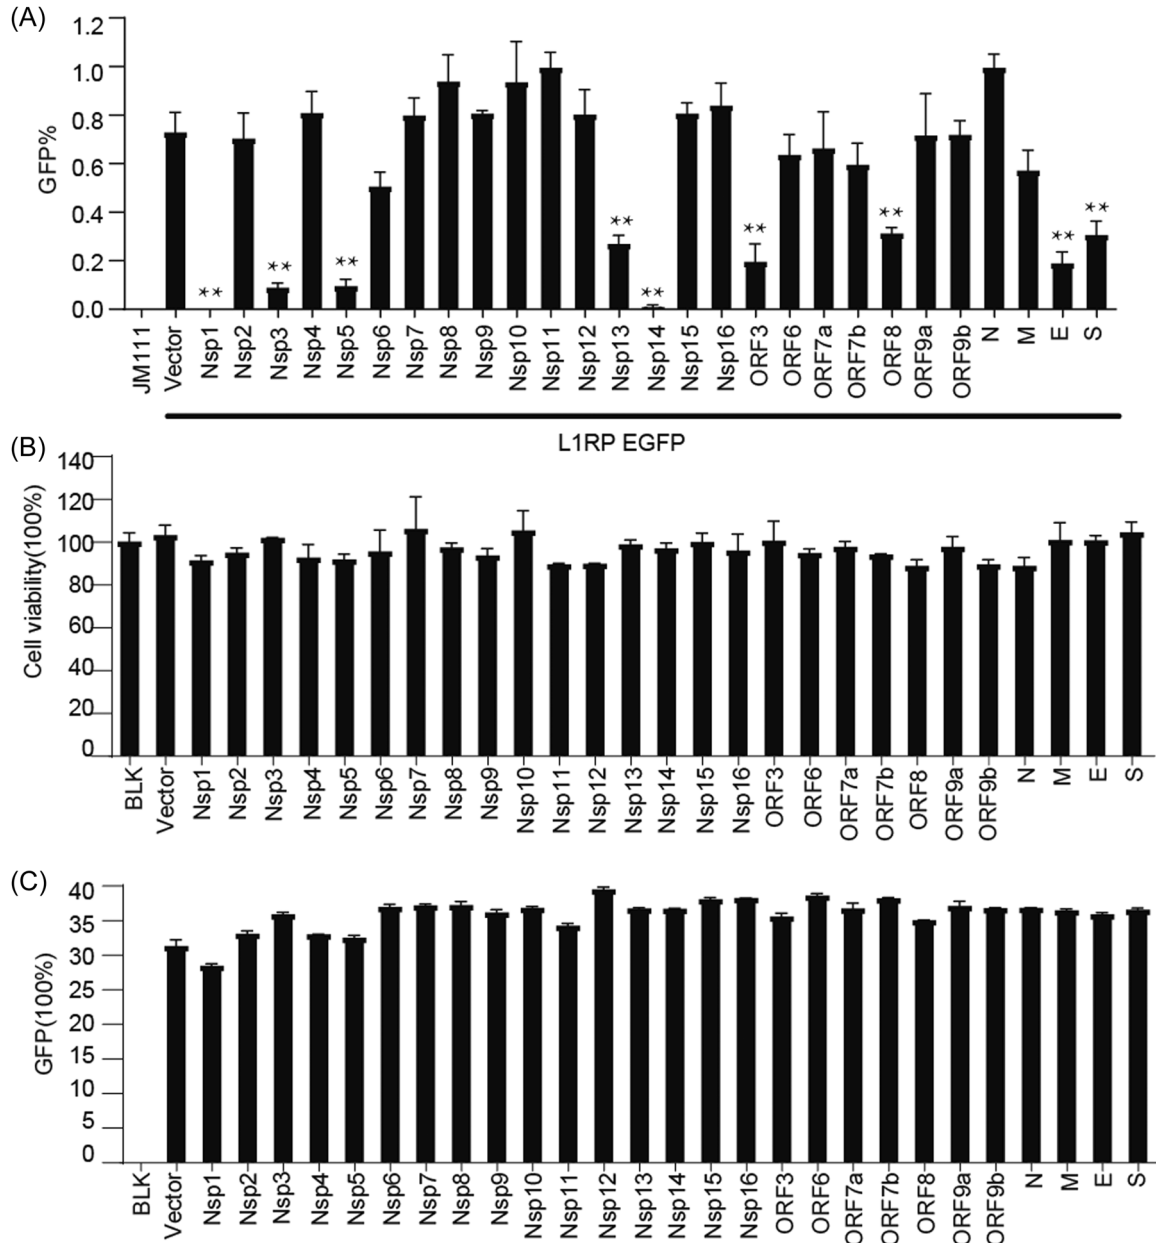 (A)
GFP%
1.2
1.0
0.8
0.6
0.4
0.2
0.0
** ** ** ** ** ** ** ** **
JM111 Vector Nsp1 Nsp2 Nsp3 Nsp4 Nsp5 Nsp6 Nsp7 Nsp8 Nsp9 Nsp10 Nsp11 Nsp12 Nsp13 Nsp14 Nsp15 Nsp16 ORF3 ORF6 ORF7a ORF7b ORF8 ORF9a ORF9b N M E S
L1RP EGFP
(B)
Cell viability(100%)
140
120
100
80
60
40
20
0
BLK Vector Nsp1 Nsp2 Nsp3 Nsp4 Nsp5 Nsp6 Nsp7 Nsp8 Nsp9 Nsp10 Nsp11 Nsp12 Nsp13 Nsp14 Nsp15 Nsp16 ORF3 ORF6 ORF7a ORF7b ORF8 ORF9a ORF9b N M E S
(C)
GFP(100%)
40
35
30
25
20
15
10
5
0
BLK Vector Nsp1 Nsp2 Nsp3 Nsp4 Nsp5 Nsp6 Nsp7 Nsp8 Nsp9 Nsp10 Nsp11 Nsp12 Nsp13 Nsp14 Nsp15 Nsp16 ORF3 ORF6 ORF7a ORF7b ORF8 ORF9a ORF9b N M E S